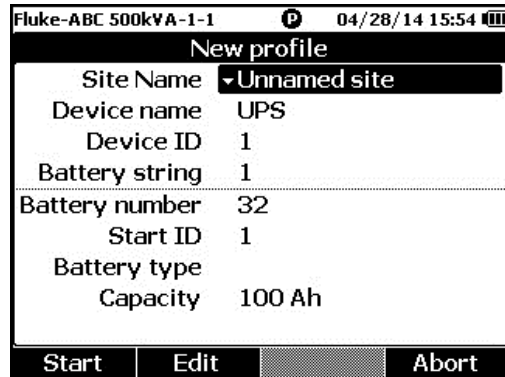 Fluke-ABC 500kVA-1-1 P 04/28/14 15:54
New profile
Site Name Unnamed site
Device name UPS
Device ID 1
Battery string 1
Battery number 32
Start ID 1
Battery type
Capacity 100 Ah
Start Edit Abort